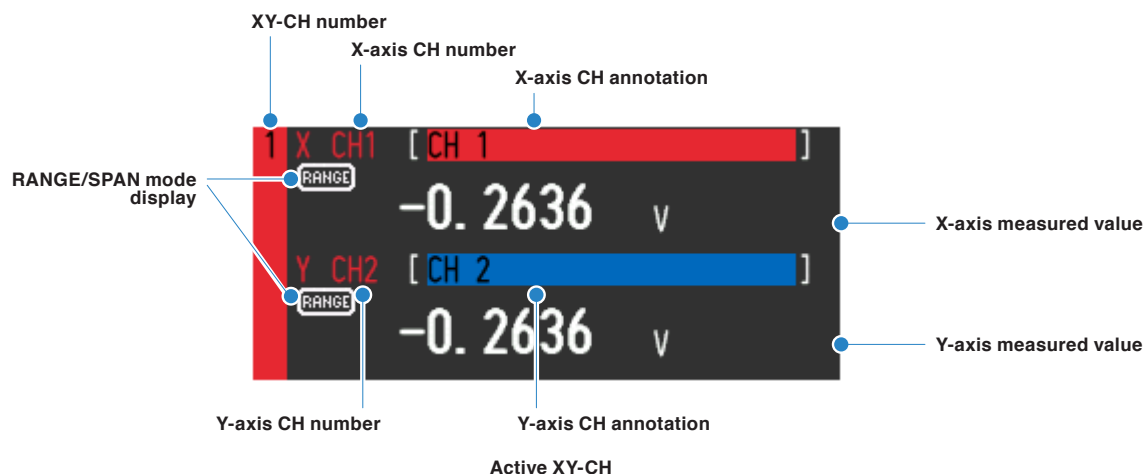 XY-CH number
X-axis CH number
X-axis CH annotation
1 X CH1 [ CH 1 ]
RANGE/SPAN mode
display
RANGE
-0. 2636 V
X-axis measured value
Y CH2 [ CH 2 ]
RANGE
-0. 2636 V
Y-axis measured value
Y-axis CH number
Y-axis CH annotation
Active XY-CH